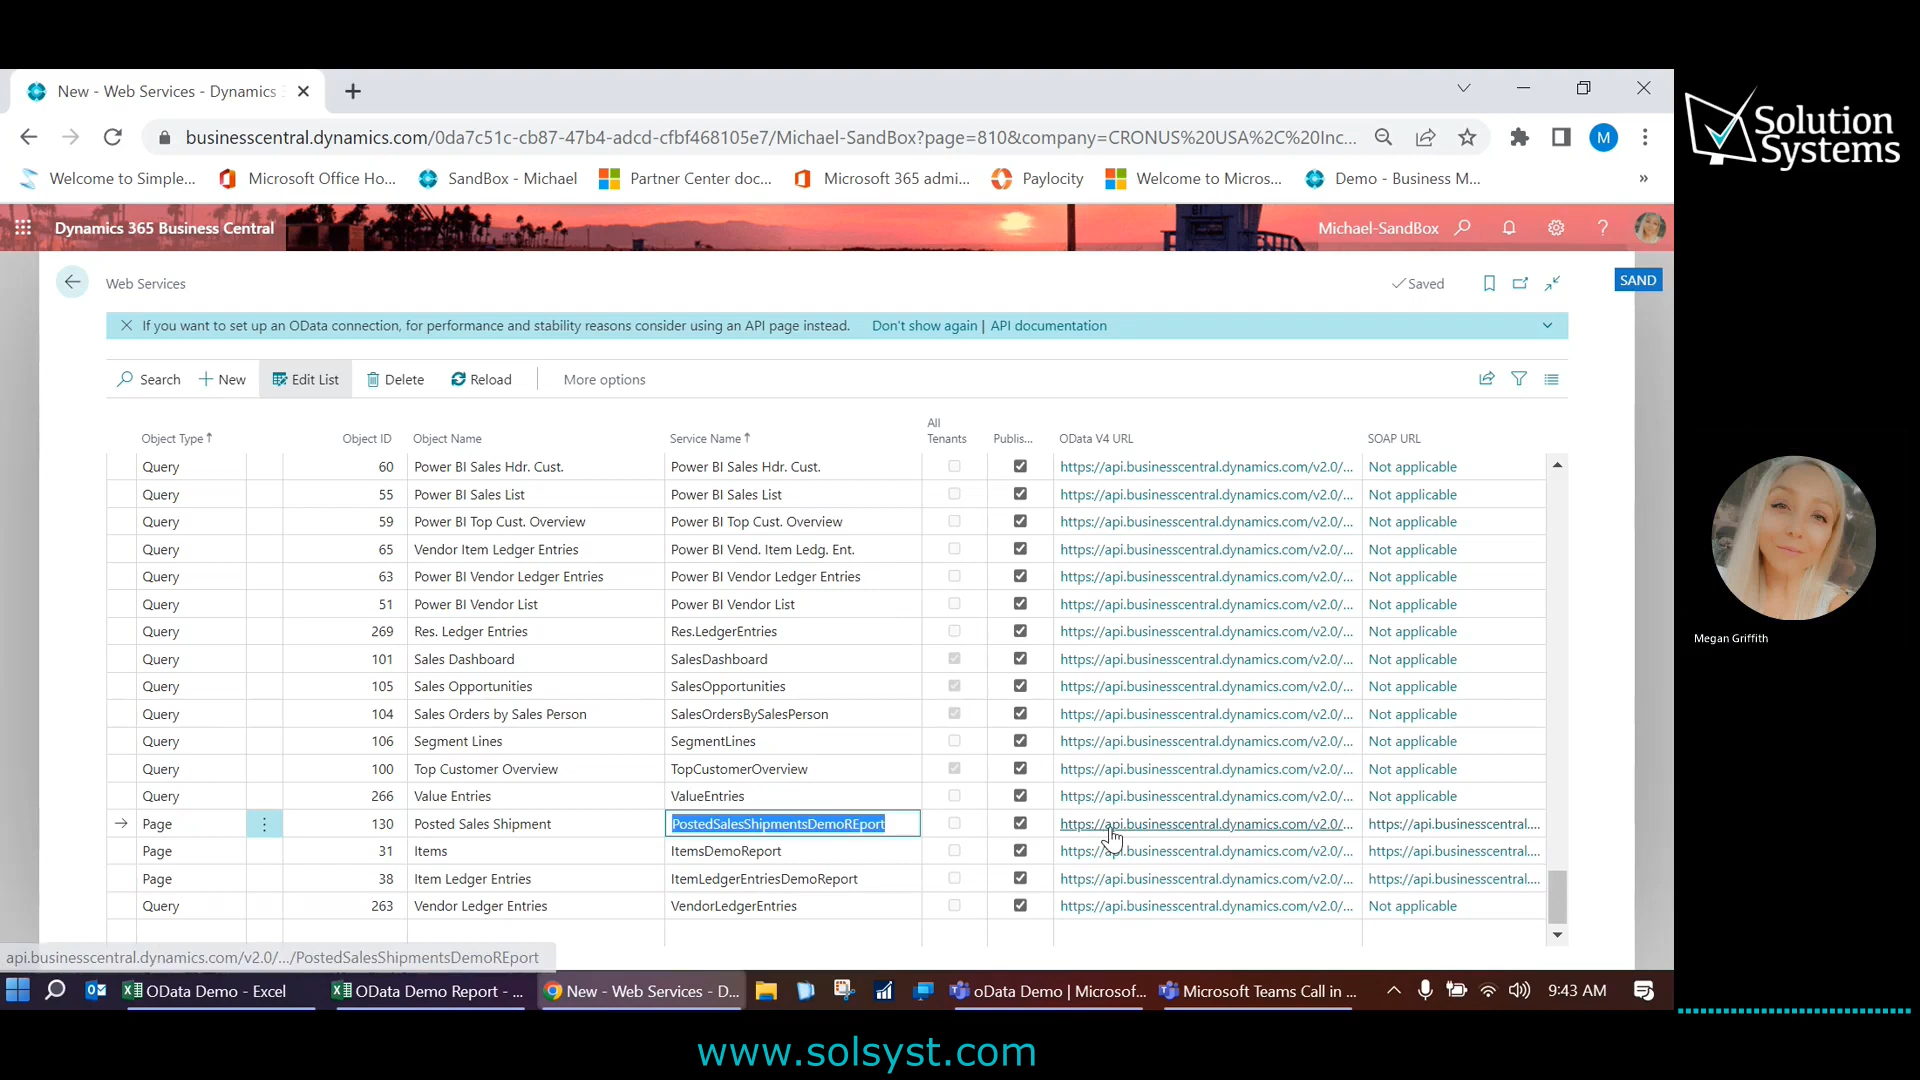 New - Web Services - Dynamics
businesscentral.dynamics.com/0da7c51c-cb87-47b4-adcd-cfbf468105e7/Michael-SandBox?page=810&company=CRONUS%20USA%2C%20Inc...
M
Welcome to Simple...
Microsoft Office Ho...
SandBox - Michael
Partner Center doc...
Microsoft 365 admi...
Paylocity
Welcome to Micros...
Demo - Business M...
»
Solution
Systems
Dynamics 365 Business Central
Michael-SandBox
?
Web Services
Saved
SAND
If you want to set up an OData connection, for performance and stability reasons consider using an API page instead. Don't show again | API documentation
Search
New
Edit List
Delete
Reload
More options
Object Type↑ Object ID Object Name Service Name↑ All Tenants Publis... OData V4 URL SOAP URL
Query 60 Power BI Sales Hdr. Cust. Power BI Sales Hdr. Cust. https://api.businesscentral.dynamics.com/v2.0/... Not applicable
Query 55 Power BI Sales List Power BI Sales List https://api.businesscentral.dynamics.com/v2.0/... Not applicable
Query 59 Power BI Top Cust. Overview Power BI Top Cust. Overview https://api.businesscentral.dynamics.com/v2.0/... Not applicable
Query 65 Vendor Item Ledger Entries Power BI Vend. Item Ledg. Ent. https://api.businesscentral.dynamics.com/v2.0/... Not applicable
Query 63 Power BI Vendor Ledger Entries Power BI Vendor Ledger Entries https://api.businesscentral.dynamics.com/v2.0/... Not applicable
Query 51 Power BI Vendor List Power BI Vendor List https://api.businesscentral.dynamics.com/v2.0/... Not applicable
Query 269 Res. Ledger Entries Res.LedgerEntries https://api.businesscentral.dynamics.com/v2.0/... Not applicable
Query 101 Sales Dashboard SalesDashboard https://api.businesscentral.dynamics.com/v2.0/... Not applicable
Query 105 Sales Opportunities SalesOpportunities https://api.businesscentral.dynamics.com/v2.0/... Not applicable
Query 104 Sales Orders by Sales Person SalesOrdersBySalesPerson https://api.businesscentral.dynamics.com/v2.0/... Not applicable
Query 106 Segment Lines SegmentLines https://api.businesscentral.dynamics.com/v2.0/... Not applicable
Query 100 Top Customer Overview TopCustomerOverview https://api.businesscentral.dynamics.com/v2.0/... Not applicable
Query 266 Value Entries ValueEntries https://api.businesscentral.dynamics.com/v2.0/... Not applicable
Page 130 Posted Sales Shipment PostedSalesShipmentsDemoREport https://api.businesscentral.dynamics.com/v2.0/... https://api.businesscentral....
Page 31 Items ItemsDemoReport https://api.businesscentral.dynamics.com/v2.0/... https://api.businesscentral....
Page 38 Item Ledger Entries ItemLedgerEntriesDemoReport https://api.businesscentral.dynamics.com/v2.0/... https://api.businesscentral....
Query 263 Vendor Ledger Entries VendorLedgerEntries https://api.businesscentral.dynamics.com/v2.0/... Not applicable
Megan Griffith
api.businesscentral.dynamics.com/v2.0/.../PostedSalesShipmentsDemoREport
OData Demo - Excel
OData Demo Report - ...
New - Web Services - D...
oData Demo | Microsof...
Microsoft Teams Call in ...
9:43 AM
www.solsyst.com